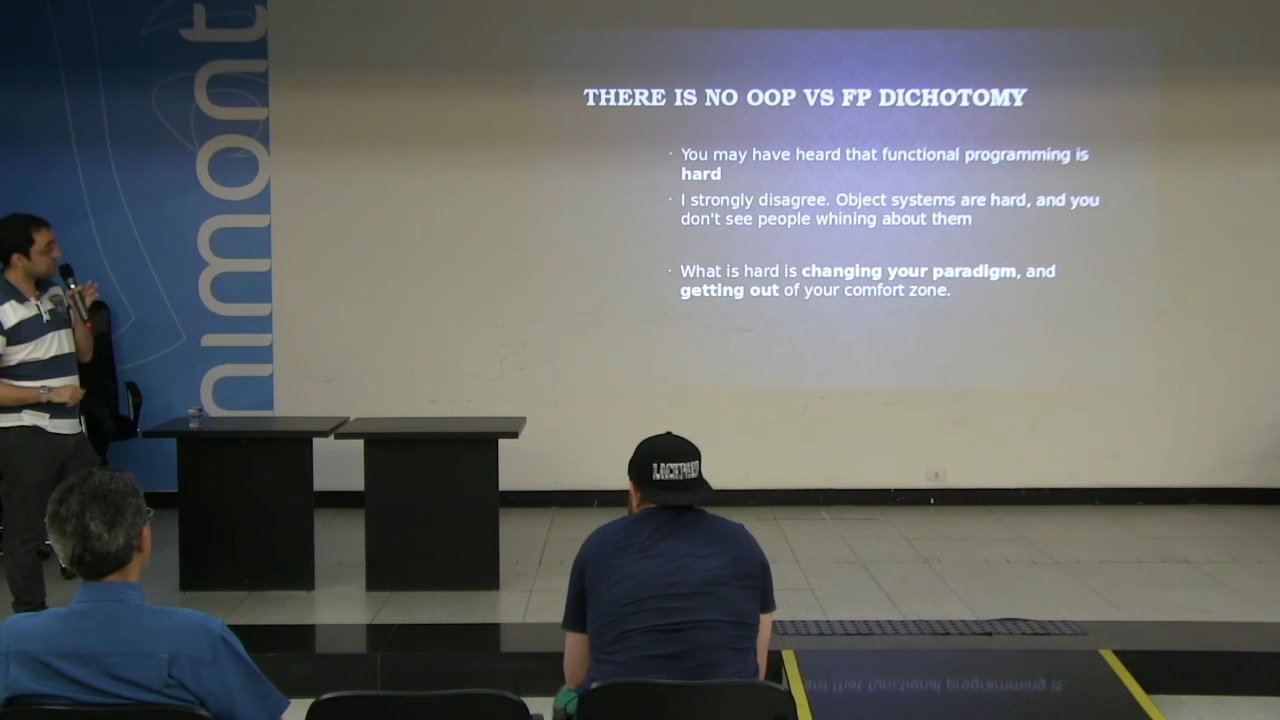 THERE IS NO OOP VS FP DICHOTOMY
· You may have heard that functional programming is
hard
· I strongly disagree. Object systems are hard, and you
don't see people whining about them
· What is hard is changing your paradigm, and
getting out of your comfort zone.
nimont